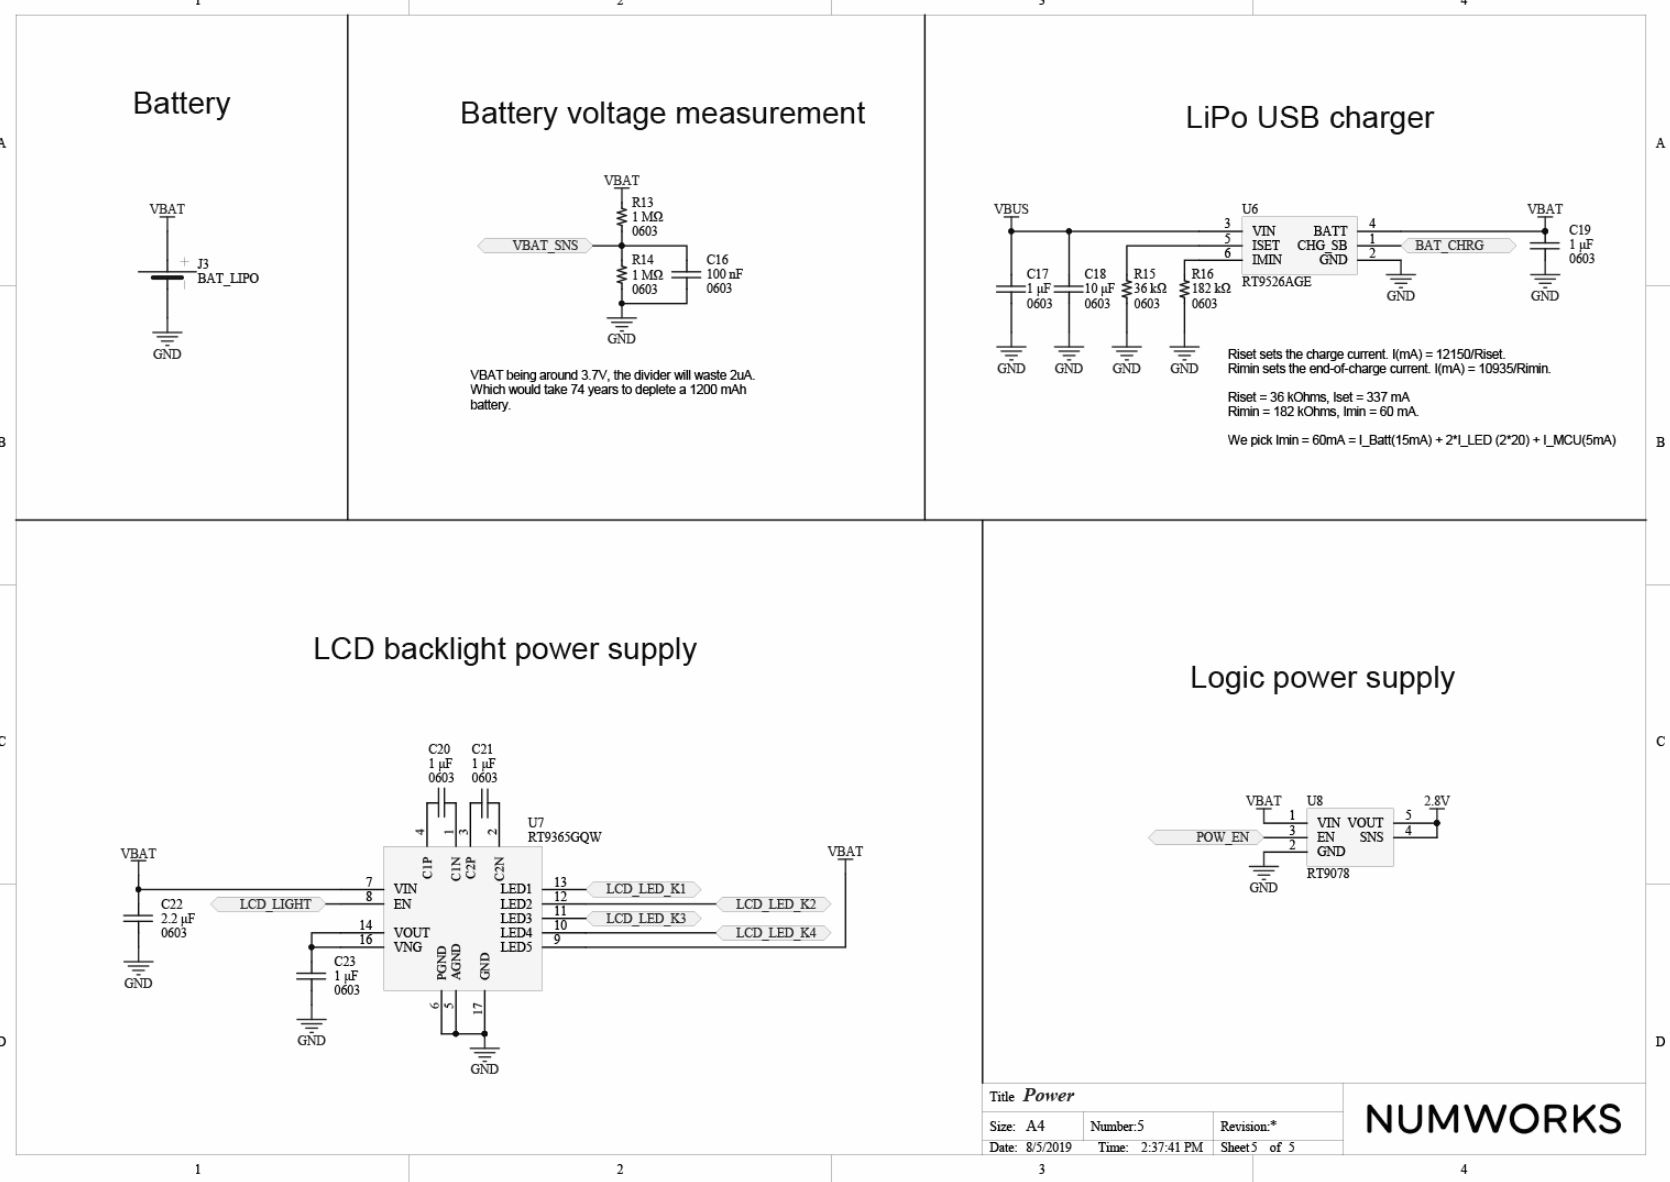 1
2
3
4
A
A
B
B
C
C
D
D
Battery
VBAT
+
J3
BAT_LIPO
GND
Battery voltage measurement
VBAT
R13
1 MΩ
0603
VBAT_SNS
R14
1 MΩ
0603
C16
100 nF
0603
GND
VBAT being around 3.7V, the divider will waste 2uA.
Which would take 74 years to deplete a 1200 mAh
battery.
LiPo USB charger
VBUS
C17
1 µF
0603
GND
C18
10 µF
0603
GND
R15
36 kΩ
0603
GND
R16
182 kΩ
0603
GND
U6
3 VIN BATT 4
5 ISET CHG_SB 1
6 IMIN GND 2
RT9526AGE
BAT_CHRG
GND
VBAT
C19
1 µF
0603
GND
Riset sets the charge current. I(mA) = 12150/Riset.
Rimin sets the end-of-charge current. I(mA) = 10935/Rimin.
Riset = 36 kOhms, Iset = 337 mA
Rimin = 182 kOhms, Imin = 60 mA.
We pick Imin = 60mA = I_Batt(15mA) + 2*I_LED (2*20) + I_MCU(5mA)
LCD backlight power supply
C20
1 µF
0603
C21
1 µF
0603
U7
RT9365GQW
4 1 3 2
C1P C1N C2P C2N
VBAT
C22
2.2 µF
0603
GND
LCD_LIGHT
7 VIN
8 EN
14 VOUT
16 VNG
C23
1 µF
0603
GND
LED1 13 LCD_LED_K1
LED2 12 LCD_LED_K2
LED3 11 LCD_LED_K3
LED4 10 LCD_LED_K4
LED5 9
VBAT
PGND AGND GND
6 5 17
GND
Logic power supply
VBAT
POW_EN
GND
U8
1 VIN VOUT 5
3 EN SNS 4
2 GND
RT9078
2.8V
Title Power
Size: A4 Number:5 Revision:*
Date: 8/5/2019 Time: 2:37:41 PM Sheet5 of 5
NUMWORKS
1
2
3
4